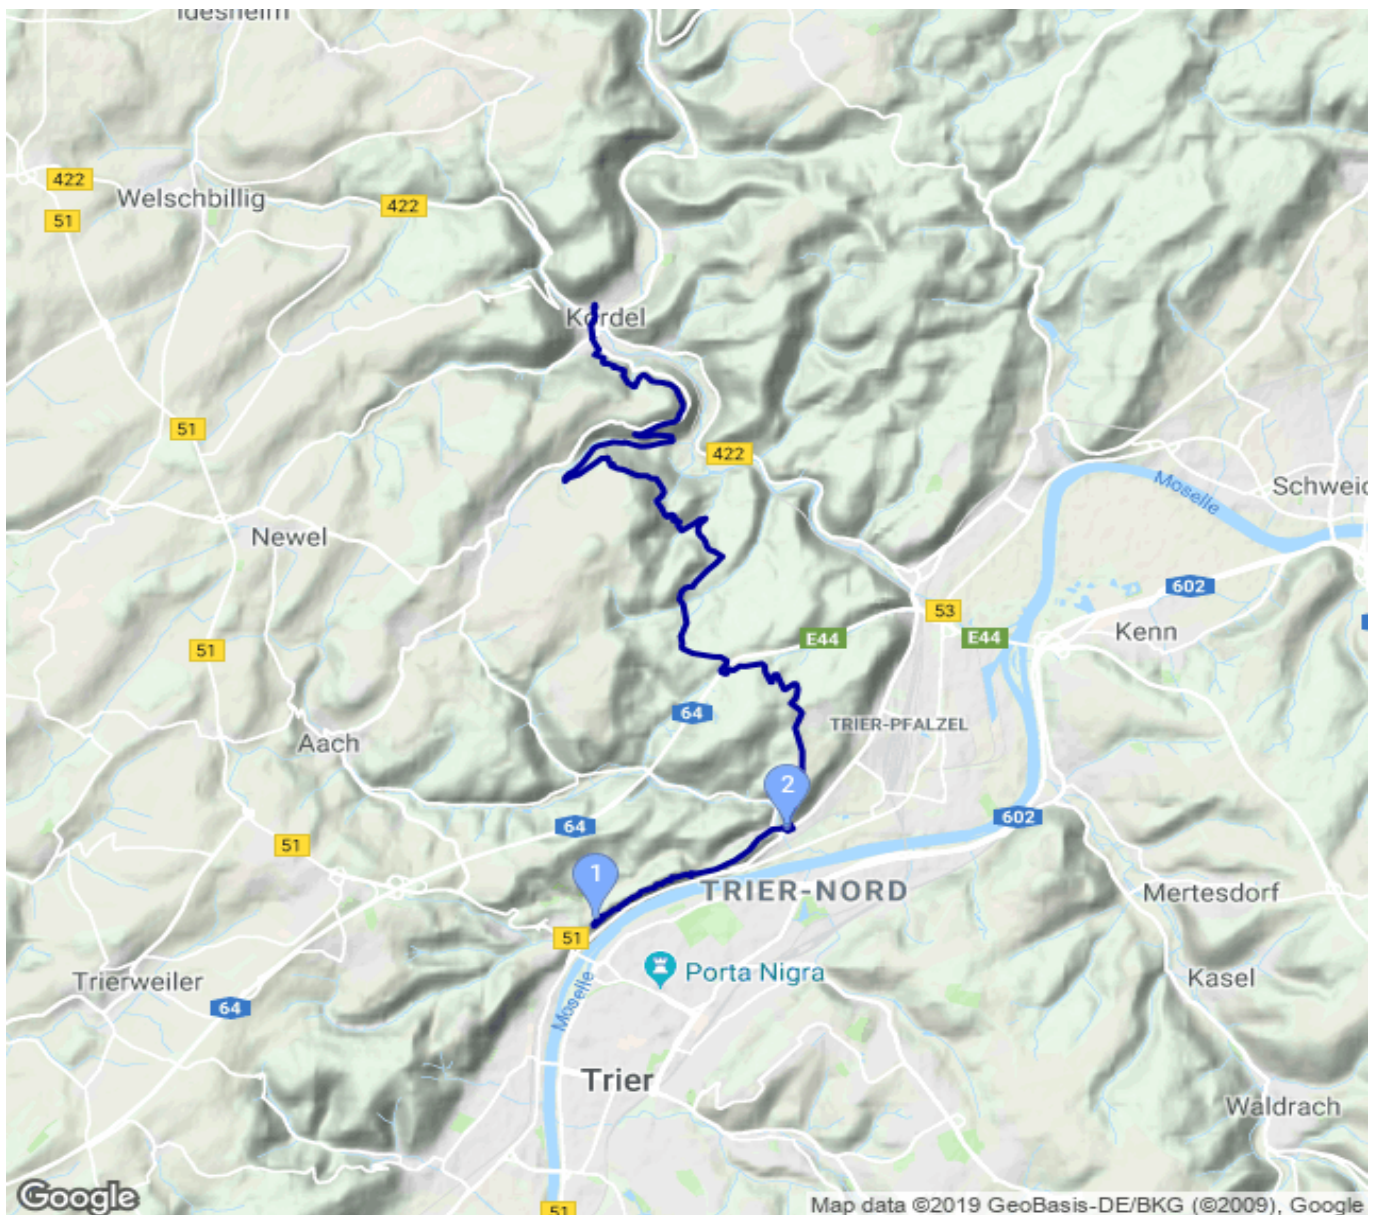 Idesheim
422
Welschbillig
422
51
Kordel
51
422
Moselle
Schweic
Newel
602
53
E44
E44
Kenn
51
64
TRIER-PFALZEL
Aach
2
602
64
51
1
TRIER-NORD
Mertesdorf
51
Porta Nigra
Kasel
Trierweiler
64
Moselle
Trier
Waldrach
Google
51
Map data ©2019 GeoBasis-DE/BKG (©2009), Google